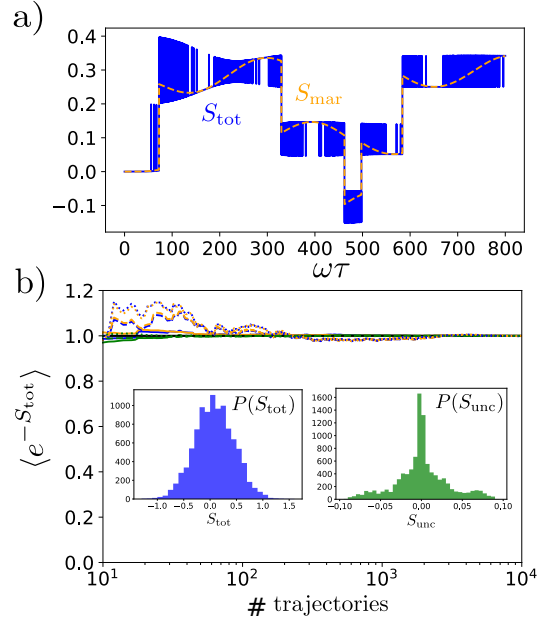 a)
0.4
0.3
0.2
0.1
0.0
−0.1
S_tot
S_mar
0 100 200 300 400 500 600 700 800
ωτ
b)
1.2
1.0
0.8
0.6
0.4
0.2
0.0
⟨e^{−S_tot}⟩
P(S_tot)
1000
800
600
400
200
0
−1.0 −0.5 0.0 0.5 1.0 1.5
S_tot
P(S_unc)
1600
1400
1200
1000
800
600
400
200
0
−0,10 −0,05 0.00 0.05 0,10
S_unc
10^1 10^2 10^3 10^4
# trajectories